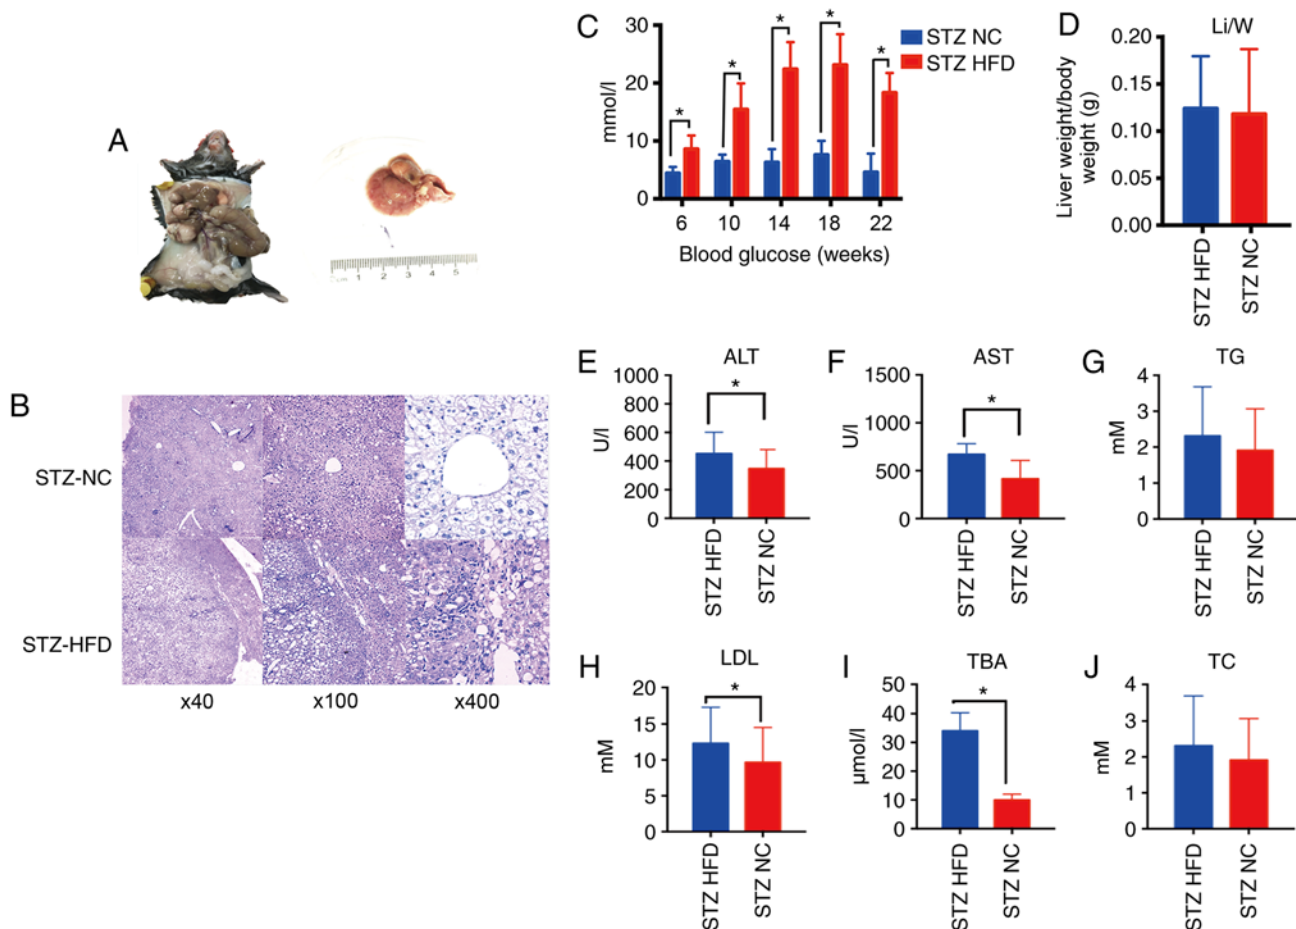 A
1 2 3 4 5
B
STZ-NC
STZ-HFD
x40 x100 x400
C
mmol/l
30
20
10
0
* * * * *
STZ NC
STZ HFD
6 10 14 18 22
Blood glucose (weeks)
D
Li/W
Liver weight/body
weight (g)
0.20
0.15
0.10
0.05
0.00
STZ HFD
STZ NC
E
ALT
U/l
1000
800
600
400
200
0
*
STZ HFD
STZ NC
F
AST
U/l
1500
1000
500
0
*
STZ HFD
STZ NC
G
TG
mM
4
3
2
1
0
STZ HFD
STZ NC
H
LDL
mM
20
15
10
5
0
*
STZ HFD
STZ NC
I
TBA
µmol/l
50
40
30
20
10
0
*
STZ HFD
STZ NC
J
TC
mM
4
3
2
1
0
STZ HFD
STZ NC